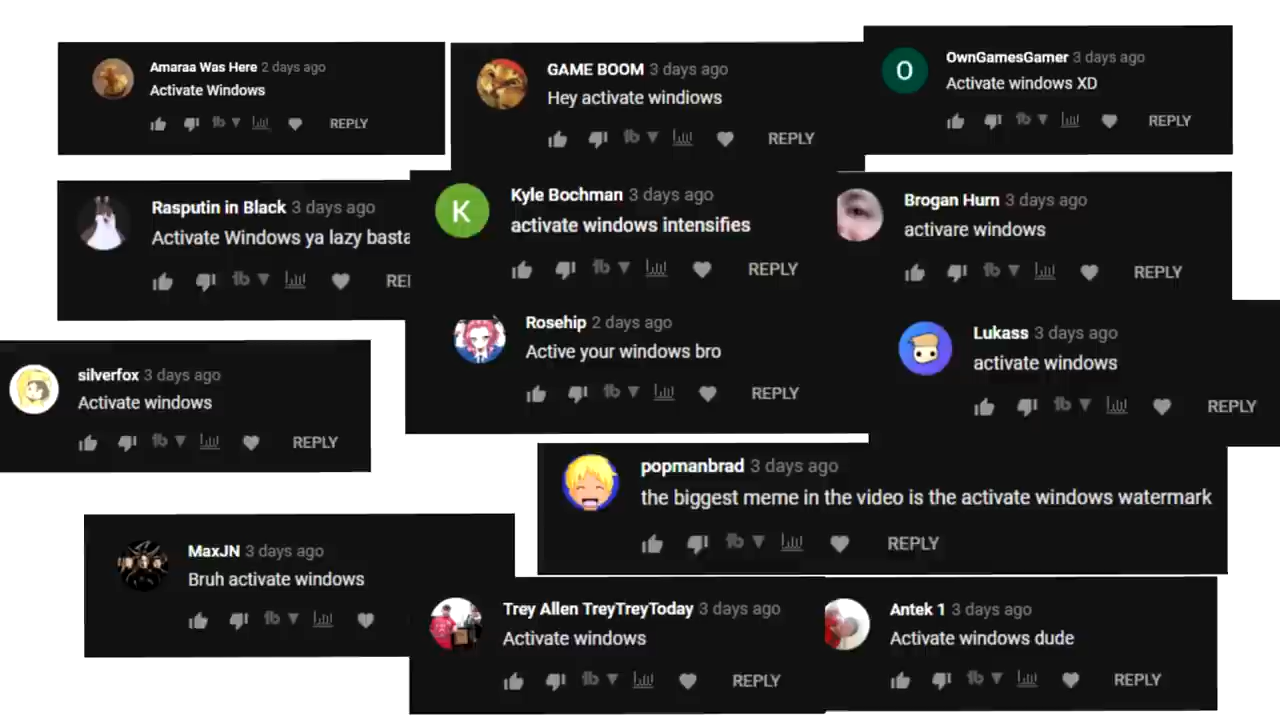 Amaraa Was Here 2 days ago
Activate Windows
REPLY
GAME BOOM 3 days ago
Hey activate windiows
REPLY
O
OwnGamesGamer 3 days ago
Activate windows XD
REPLY
Rasputin in Black 3 days ago
Activate Windows ya lazy basta
REI
K
Kyle Bochman 3 days ago
activate windows intensifies
REPLY
Brogan Hurn 3 days ago
activare windows
REPLY
Rosehip 2 days ago
Active your windows bro
REPLY
Lukass 3 days ago
activate windows
REPLY
silverfox 3 days ago
Activate windows
REPLY
popmanbrad 3 days ago
the biggest meme in the video is the activate windows watermark
REPLY
MaxJN 3 days ago
Bruh activate windows
Trey Allen TreyTreyToday 3 days ago
Activate windows
REPLY
Antek 1 3 days ago
Activate windows dude
REPLY